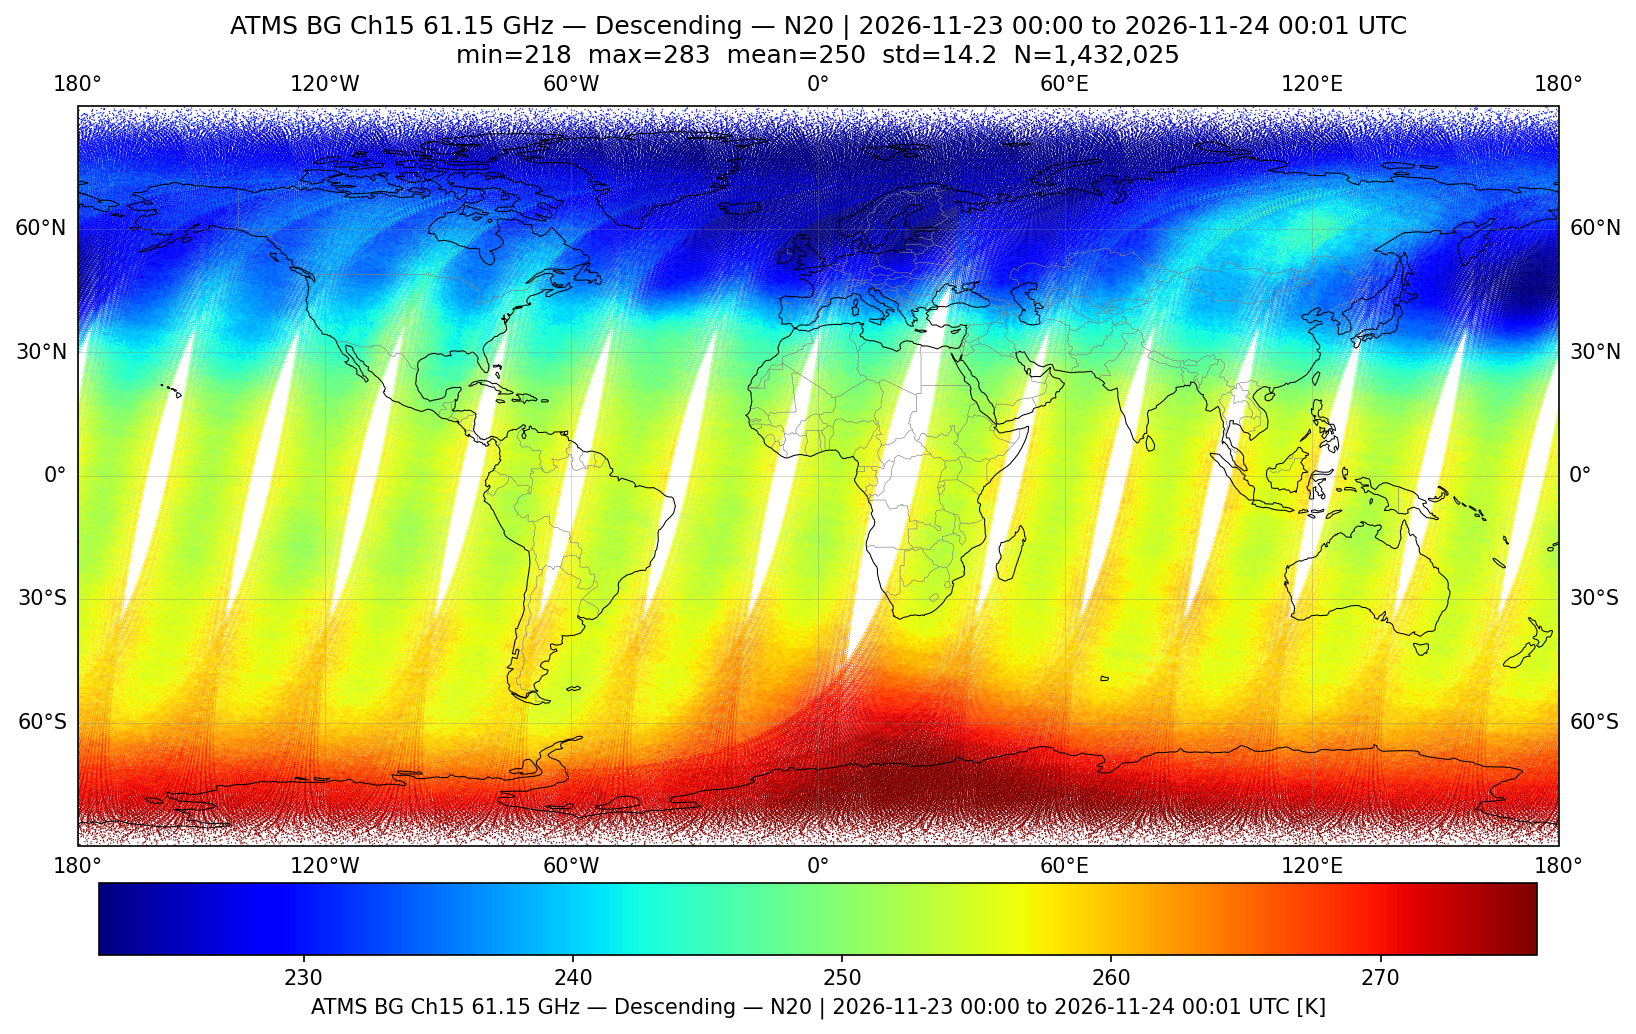 ATMS BG Ch15 61.15 GHz — Descending — N20 | 2026-11-23 00:00 to 2026-11-24 00:01 UTC
min=218 max=283 mean=250 std=14.2 N=1,432,025
180° 120°W 60°W 0° 60°E 120°E 180°
60°N 60°N
30°N 30°N
0° 0°
30°S 30°S
60°S 60°S
180° 120°W 60°W 0° 60°E 120°E 180°
230 240 250 260 270
ATMS BG Ch15 61.15 GHz — Descending — N20 | 2026-11-23 00:00 to 2026-11-24 00:01 UTC [K]